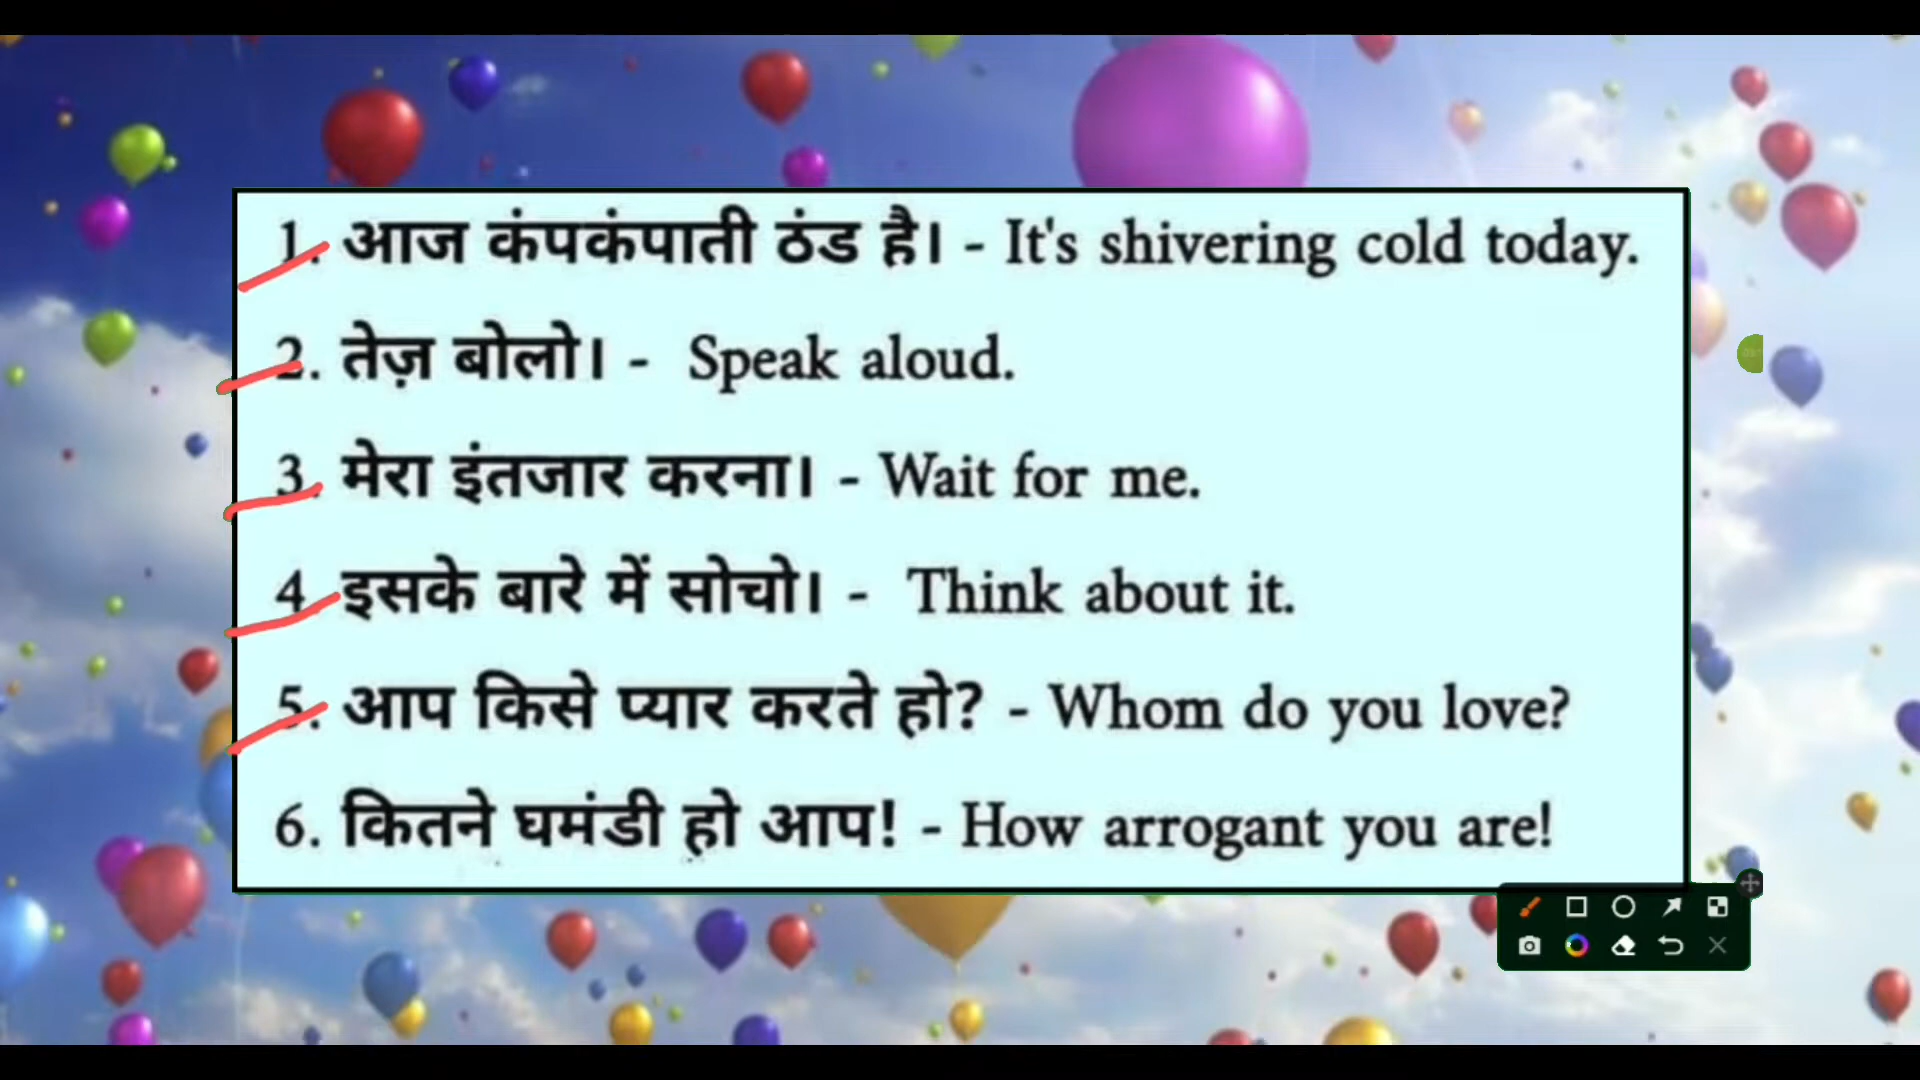 1. आज कंपकंपाती ठंड है। - It's shivering cold today.
2. तेज़ बोलो। - Speak aloud.
3. मेरा इंतजार करना। - Wait for me.
4. इसके बारे में सोचो। - Think about it.
5. आप किसे प्यार करते हो? - Whom do you love?
6. कितने घमंडी हो आप! - How arrogant you are!